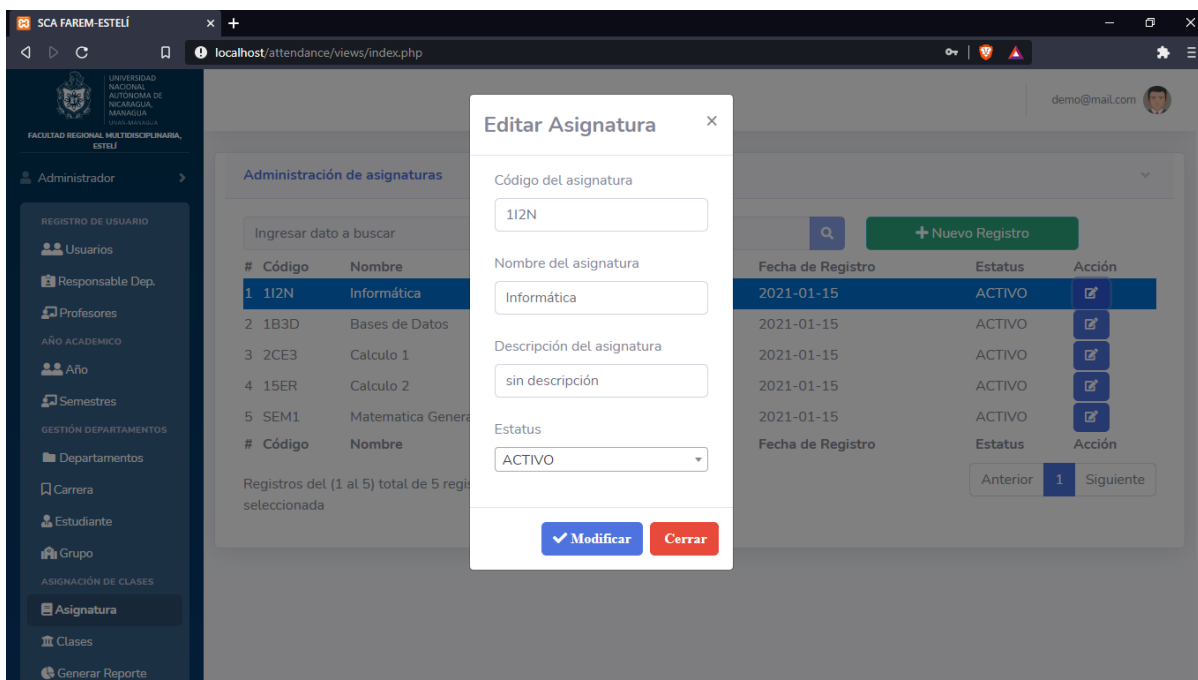 SCA FAREM-ESTELÍ
localhost/attendance/views/index.php
UNIVERSIDAD
NACIONAL
AUTÓNOMA DE
NICARAGUA,
MANAGUA
UNAN-MANAGUA
FACULTAD REGIONAL MULTIDISCIPLINARIA,
ESTELÍ
demo@mail.com
Administrador
REGISTRO DE USUARIO
Usuarios
Responsable Dep.
Profesores
AÑO ACADEMICO
Año
Semestres
GESTIÓN DEPARTAMENTOS
Departamentos
Carrera
Estudiante
Grupo
ASIGNACIÓN DE CLASES
Asignatura
Clases
Generar Reporte
Administración de asignaturas
Ingresar dato a buscar
Nuevo Registro
# Código Nombre Fecha de Registro Estatus Acción
1 1I2N Informática 2021-01-15 ACTIVO
2 1B3D Bases de Datos 2021-01-15 ACTIVO
3 2CE3 Calculo 1 2021-01-15 ACTIVO
4 15ER Calculo 2 2021-01-15 ACTIVO
5 SEM1 Matematica Genera 2021-01-15 ACTIVO
# Código Nombre Fecha de Registro Estatus Acción
Registros del (1 al 5) total de 5 regis
seleccionada
Anterior 1 Siguiente
Editar Asignatura ×
Código del asignatura
1I2N
Nombre del asignatura
Informática
Descripción del asignatura
sin descripción
Estatus
ACTIVO
Modificar Cerrar